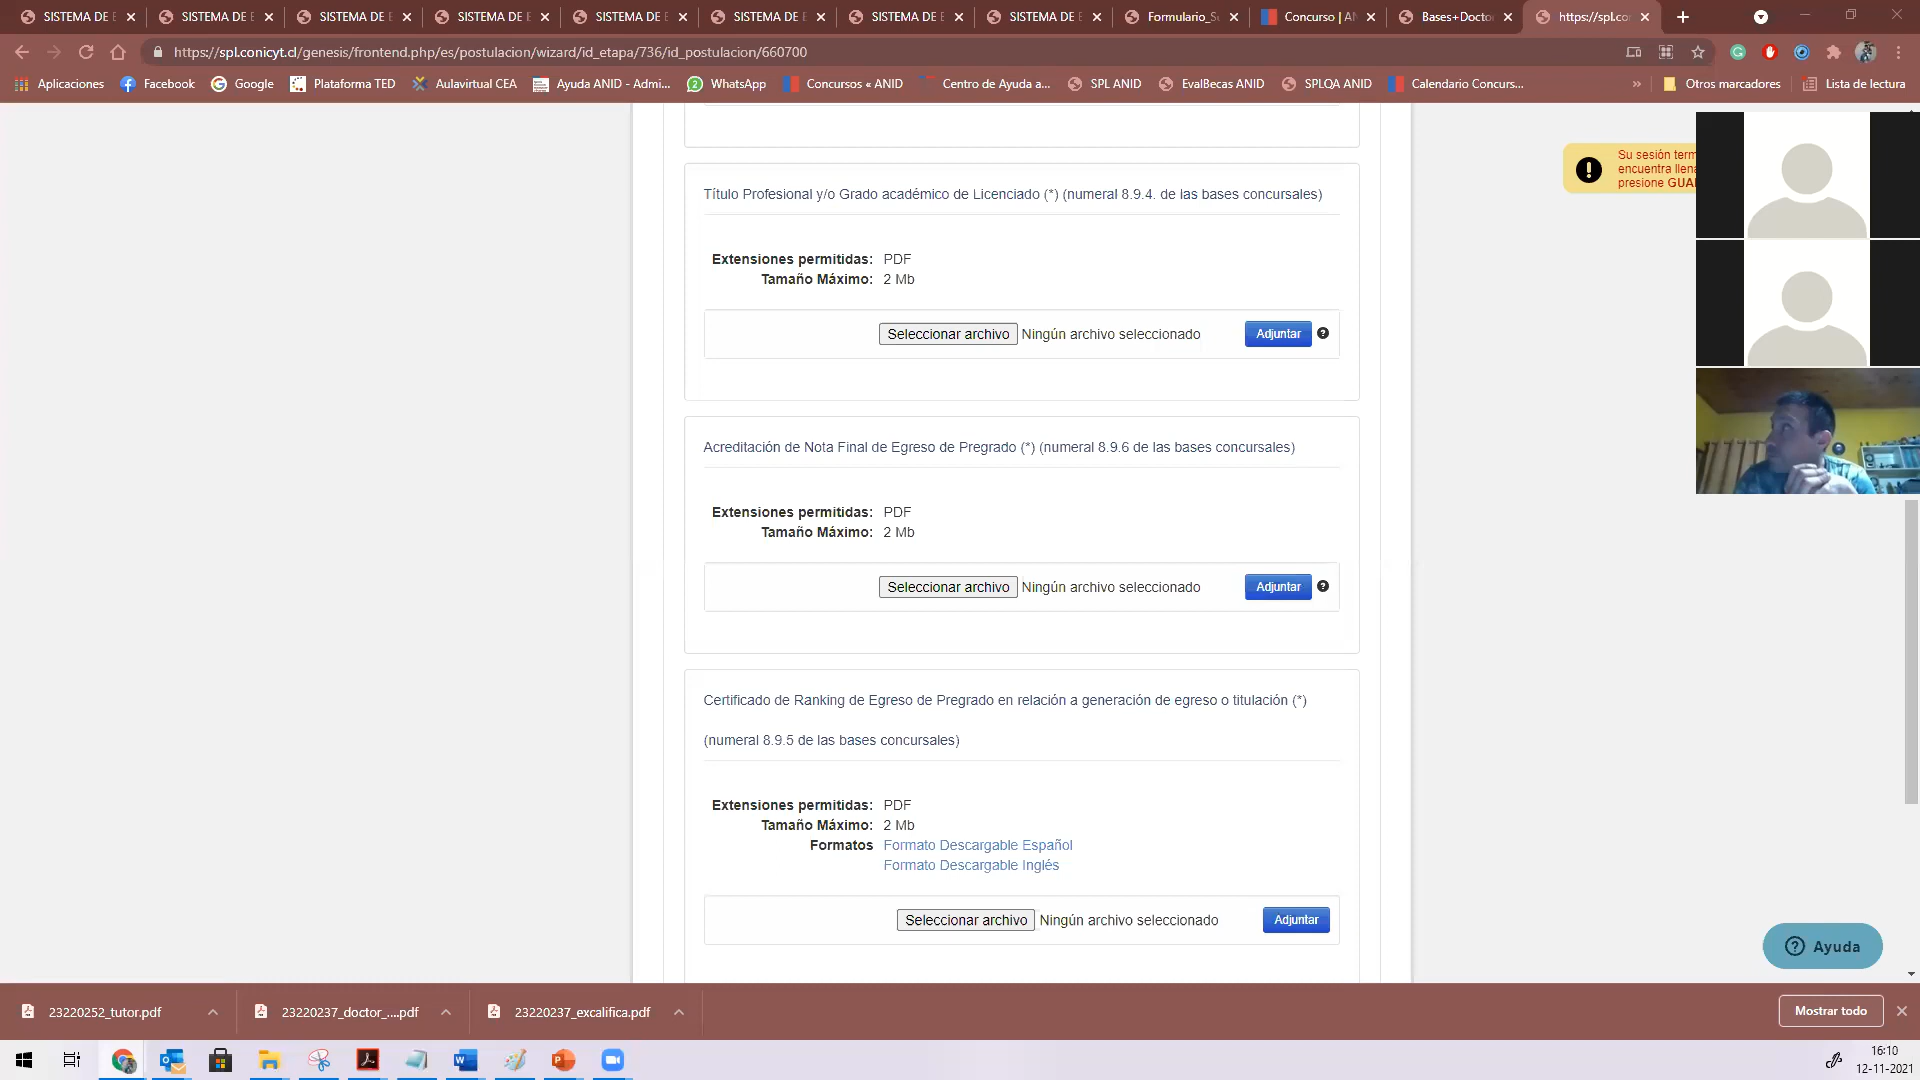 SISTEMA DE E
SISTEMA DE E
SISTEMA DE E
SISTEMA DE E
SISTEMA DE E
SISTEMA DE E
SISTEMA DE E
SISTEMA DE E
Formulario_S
Concurso | A
Bases+Docto
https://spl.co
https://spl.conicyt.cl/genesis/frontend.php/es/postulacion/wizard/id_etapa/736/id_postulacion/660700
Aplicaciones
Facebook
Google
Plataforma TED
Aulavirtual CEA
Ayuda ANID - Admi...
2
WhatsApp
Concursos « ANID
Centro de Ayuda a...
SPL ANID
EvalBecas ANID
SPLQA ANID
Calendario Concurs...
»
Otros marcadores
Lista de lectura
Su sesión term
encuentra llen
presione GUA
Título Profesional y/o Grado académico de Licenciado (*) (numeral 8.9.4. de las bases concursales)
Extensiones permitidas: PDF
Tamaño Máximo: 2 Mb
Seleccionar archivo Ningún archivo seleccionado Adjuntar ?
Acreditación de Nota Final de Egreso de Pregrado (*) (numeral 8.9.6 de las bases concursales)
Extensiones permitidas: PDF
Tamaño Máximo: 2 Mb
Seleccionar archivo Ningún archivo seleccionado Adjuntar ?
Certificado de Ranking de Egreso de Pregrado en relación a generación de egreso o titulación (*)
(numeral 8.9.5 de las bases concursales)
Extensiones permitidas: PDF
Tamaño Máximo: 2 Mb
Formatos Formato Descargable Español
Formato Descargable Inglés
Seleccionar archivo Ningún archivo seleccionado Adjuntar
? Ayuda
23220252_tutor.pdf
23220237_doctor_....pdf
23220237_excalifica.pdf
Mostrar todo
16:10
12-11-2021